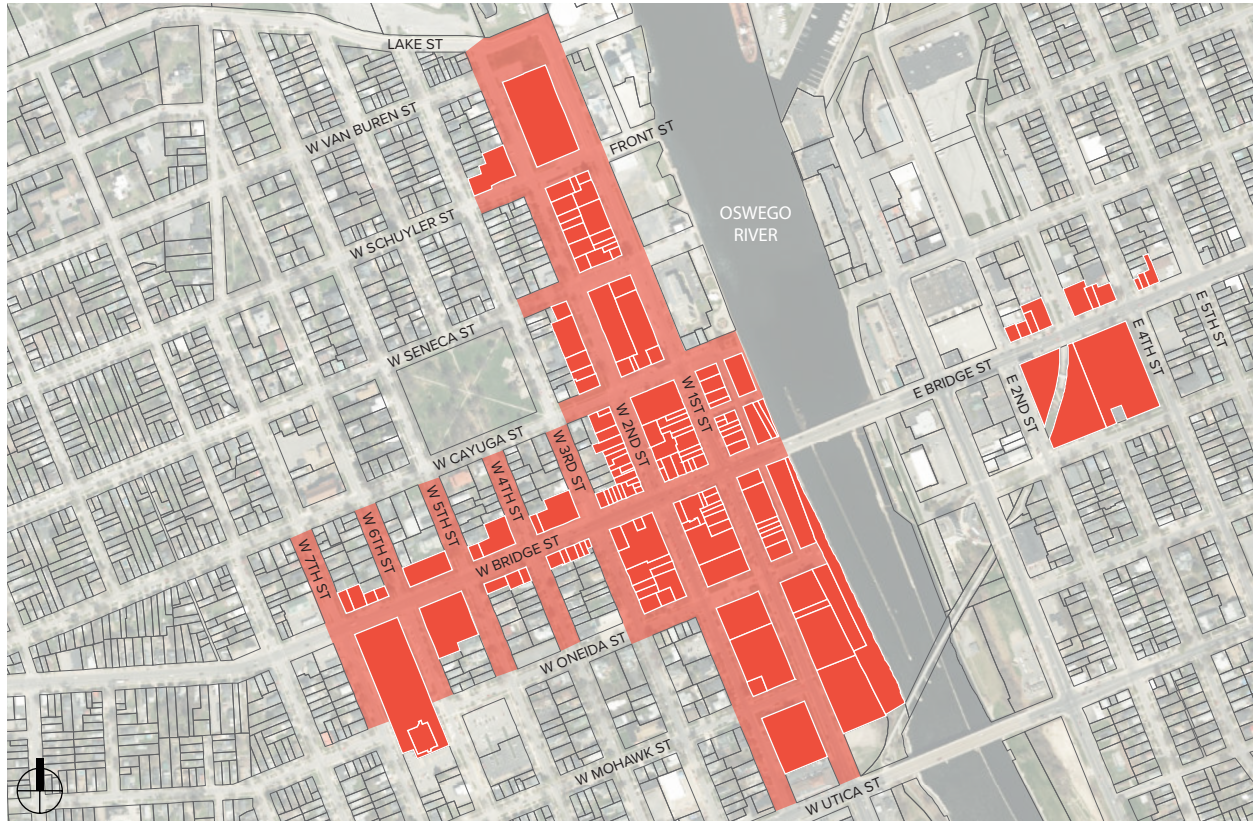 LAKE ST
W VAN BUREN ST
FRONT ST
W SCHUYLER ST
OSWEGO
RIVER
W SENECA ST
E 5TH ST
E 4TH ST
E BRIDGE ST
E 2ND ST
W 1ST ST
W 2ND ST
W CAYUGA ST
W 3RD ST
W 4TH ST
W 5TH ST
W 6TH ST
W 7TH ST
W BRIDGE ST
W ONEIDA ST
W MOHAWK ST
W UTICA ST